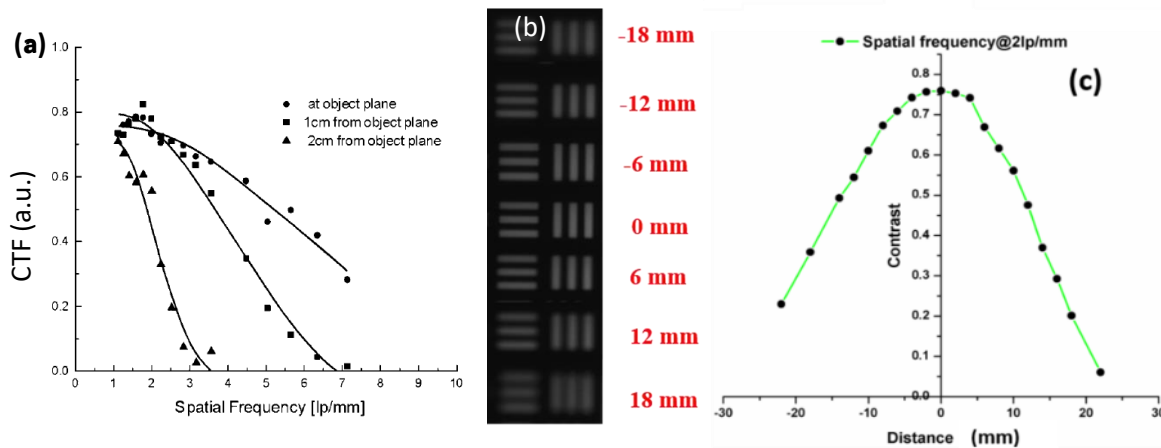 (a)
1.0
0.8
0.6
0.4
0.2
0.0
CTF (a.u.)
at object plane
1cm from object plane
2cm from object plane
0 1 2 3 4 5 6 7 8 9 10
Spatial Frequency [lp/mm]
(b)
-18 mm
-12 mm
-6 mm
0 mm
6 mm
12 mm
18 mm
Spatial frequency@2lp/mm
(c)
0.8
0.7
0.6
0.5
0.4
0.3
0.2
0.1
0.0
Contrast
-30 -20 -10 0 10 20 30
Distance (mm)